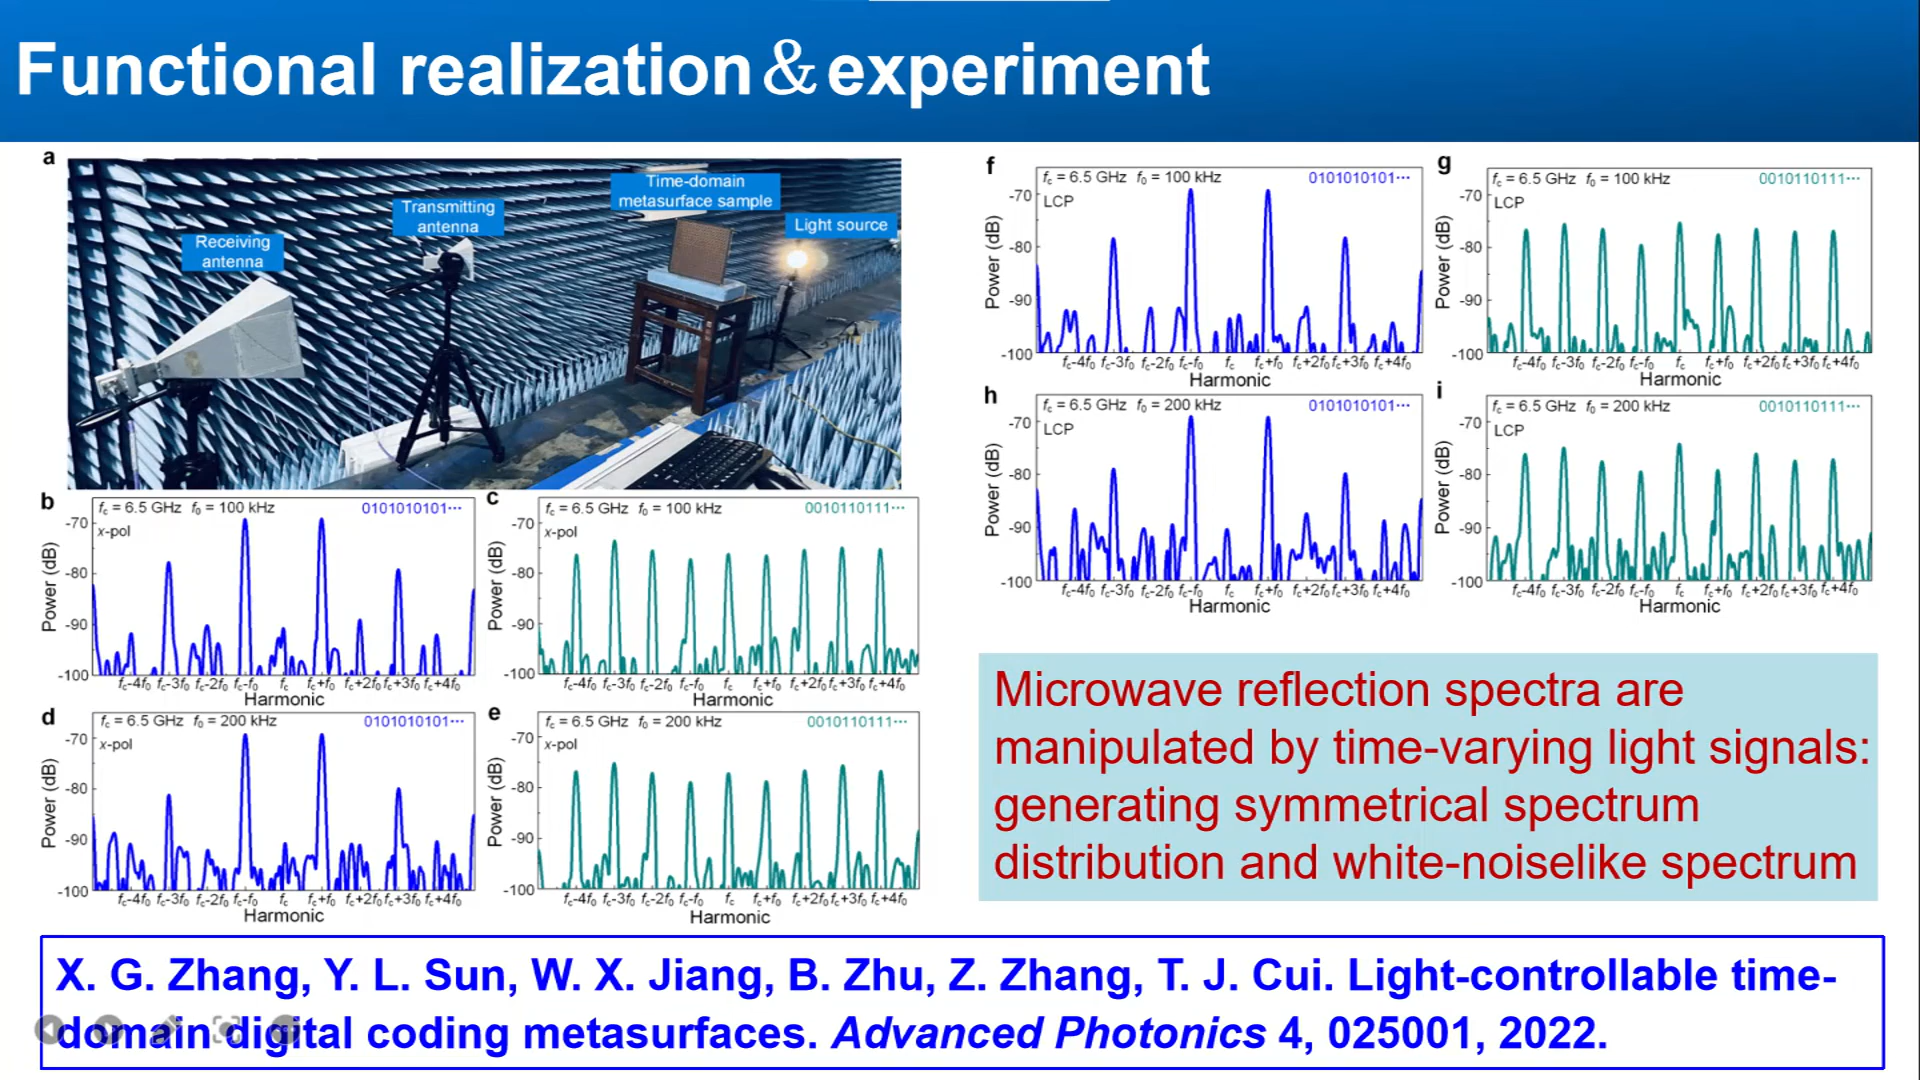 Functional realization&experiment
a
Receiving
antenna
Transmitting
antenna
Time-domain
metasurface sample
Light source
b
fc = 6.5 GHz f0 = 100 kHz 0101010101···
x-pol
Power (dB)
-70
-80
-90
-100
fc-4f0 fc-3f0 fc-2f0 fc-f0 fc fc+f0 fc+2f0 fc+3f0 fc+4f0
Harmonic
c
fc = 6.5 GHz f0 = 100 kHz 0010110111···
x-pol
Power (dB)
-70
-80
-90
-100
fc-4f0 fc-3f0 fc-2f0 fc-f0 fc fc+f0 fc+2f0 fc+3f0 fc+4f0
Harmonic
d
fc = 6.5 GHz f0 = 200 kHz 0101010101···
x-pol
Power (dB)
-70
-80
-90
-100
fc-4f0 fc-3f0 fc-2f0 fc-f0 fc fc+f0 fc+2f0 fc+3f0 fc+4f0
Harmonic
e
fc = 6.5 GHz f0 = 200 kHz 0010110111···
x-pol
Power (dB)
-70
-80
-90
-100
fc-4f0 fc-3f0 fc-2f0 fc-f0 fc fc+f0 fc+2f0 fc+3f0 fc+4f0
Harmonic
f
fc = 6.5 GHz f0 = 100 kHz 0101010101···
LCP
Power (dB)
-70
-80
-90
-100
fc-4f0 fc-3f0 fc-2f0 fc-f0 fc fc+f0 fc+2f0 fc+3f0 fc+4f0
Harmonic
g
fc = 6.5 GHz f0 = 100 kHz 0010110111···
LCP
Power (dB)
-70
-80
-90
-100
fc-4f0 fc-3f0 fc-2f0 fc-f0 fc fc+f0 fc+2f0 fc+3f0 fc+4f0
Harmonic
h
fc = 6.5 GHz f0 = 200 kHz 0101010101···
LCP
Power (dB)
-70
-80
-90
-100
fc-4f0 fc-3f0 fc-2f0 fc-f0 fc fc+f0 fc+2f0 fc+3f0 fc+4f0
Harmonic
i
fc = 6.5 GHz f0 = 200 kHz 0010110111···
LCP
Power (dB)
-70
-80
-90
-100
fc-4f0 fc-3f0 fc-2f0 fc-f0 fc fc+f0 fc+2f0 fc+3f0 fc+4f0
Harmonic
Microwave reflection spectra are
manipulated by time-varying light signals:
generating symmetrical spectrum
distribution and white-noiselike spectrum
X. G. Zhang, Y. L. Sun, W. X. Jiang, B. Zhu, Z. Zhang, T. J. Cui. Light-controllable time-
domain digital coding metasurfaces. Advanced Photonics 4, 025001, 2022.